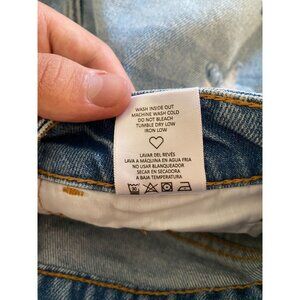 WASH INSIDE OUT
MACHINE WASH COLD
DO NOT BLEACH
TUMBLE DRY LOW
IRON LOW
LAVAR DEL REVÉS
LAVA A MÁQUINA EN AGUA FRIA
NO USAR BLANQUEADOR
SECAR EN SECADORA
A BAJA TEMPERATURA